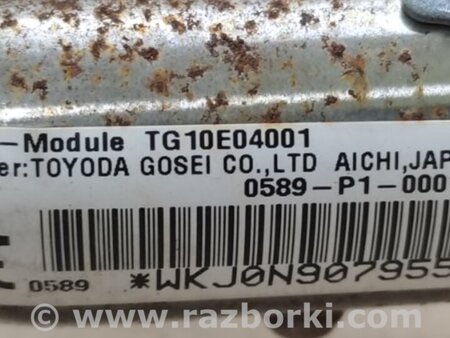 -Module TG10E04001
er:TOYODA GOSEI CO.,LTD AICHI,JAP
0589-P1-000
0589 *WKJ0N907955
www.razborki.com